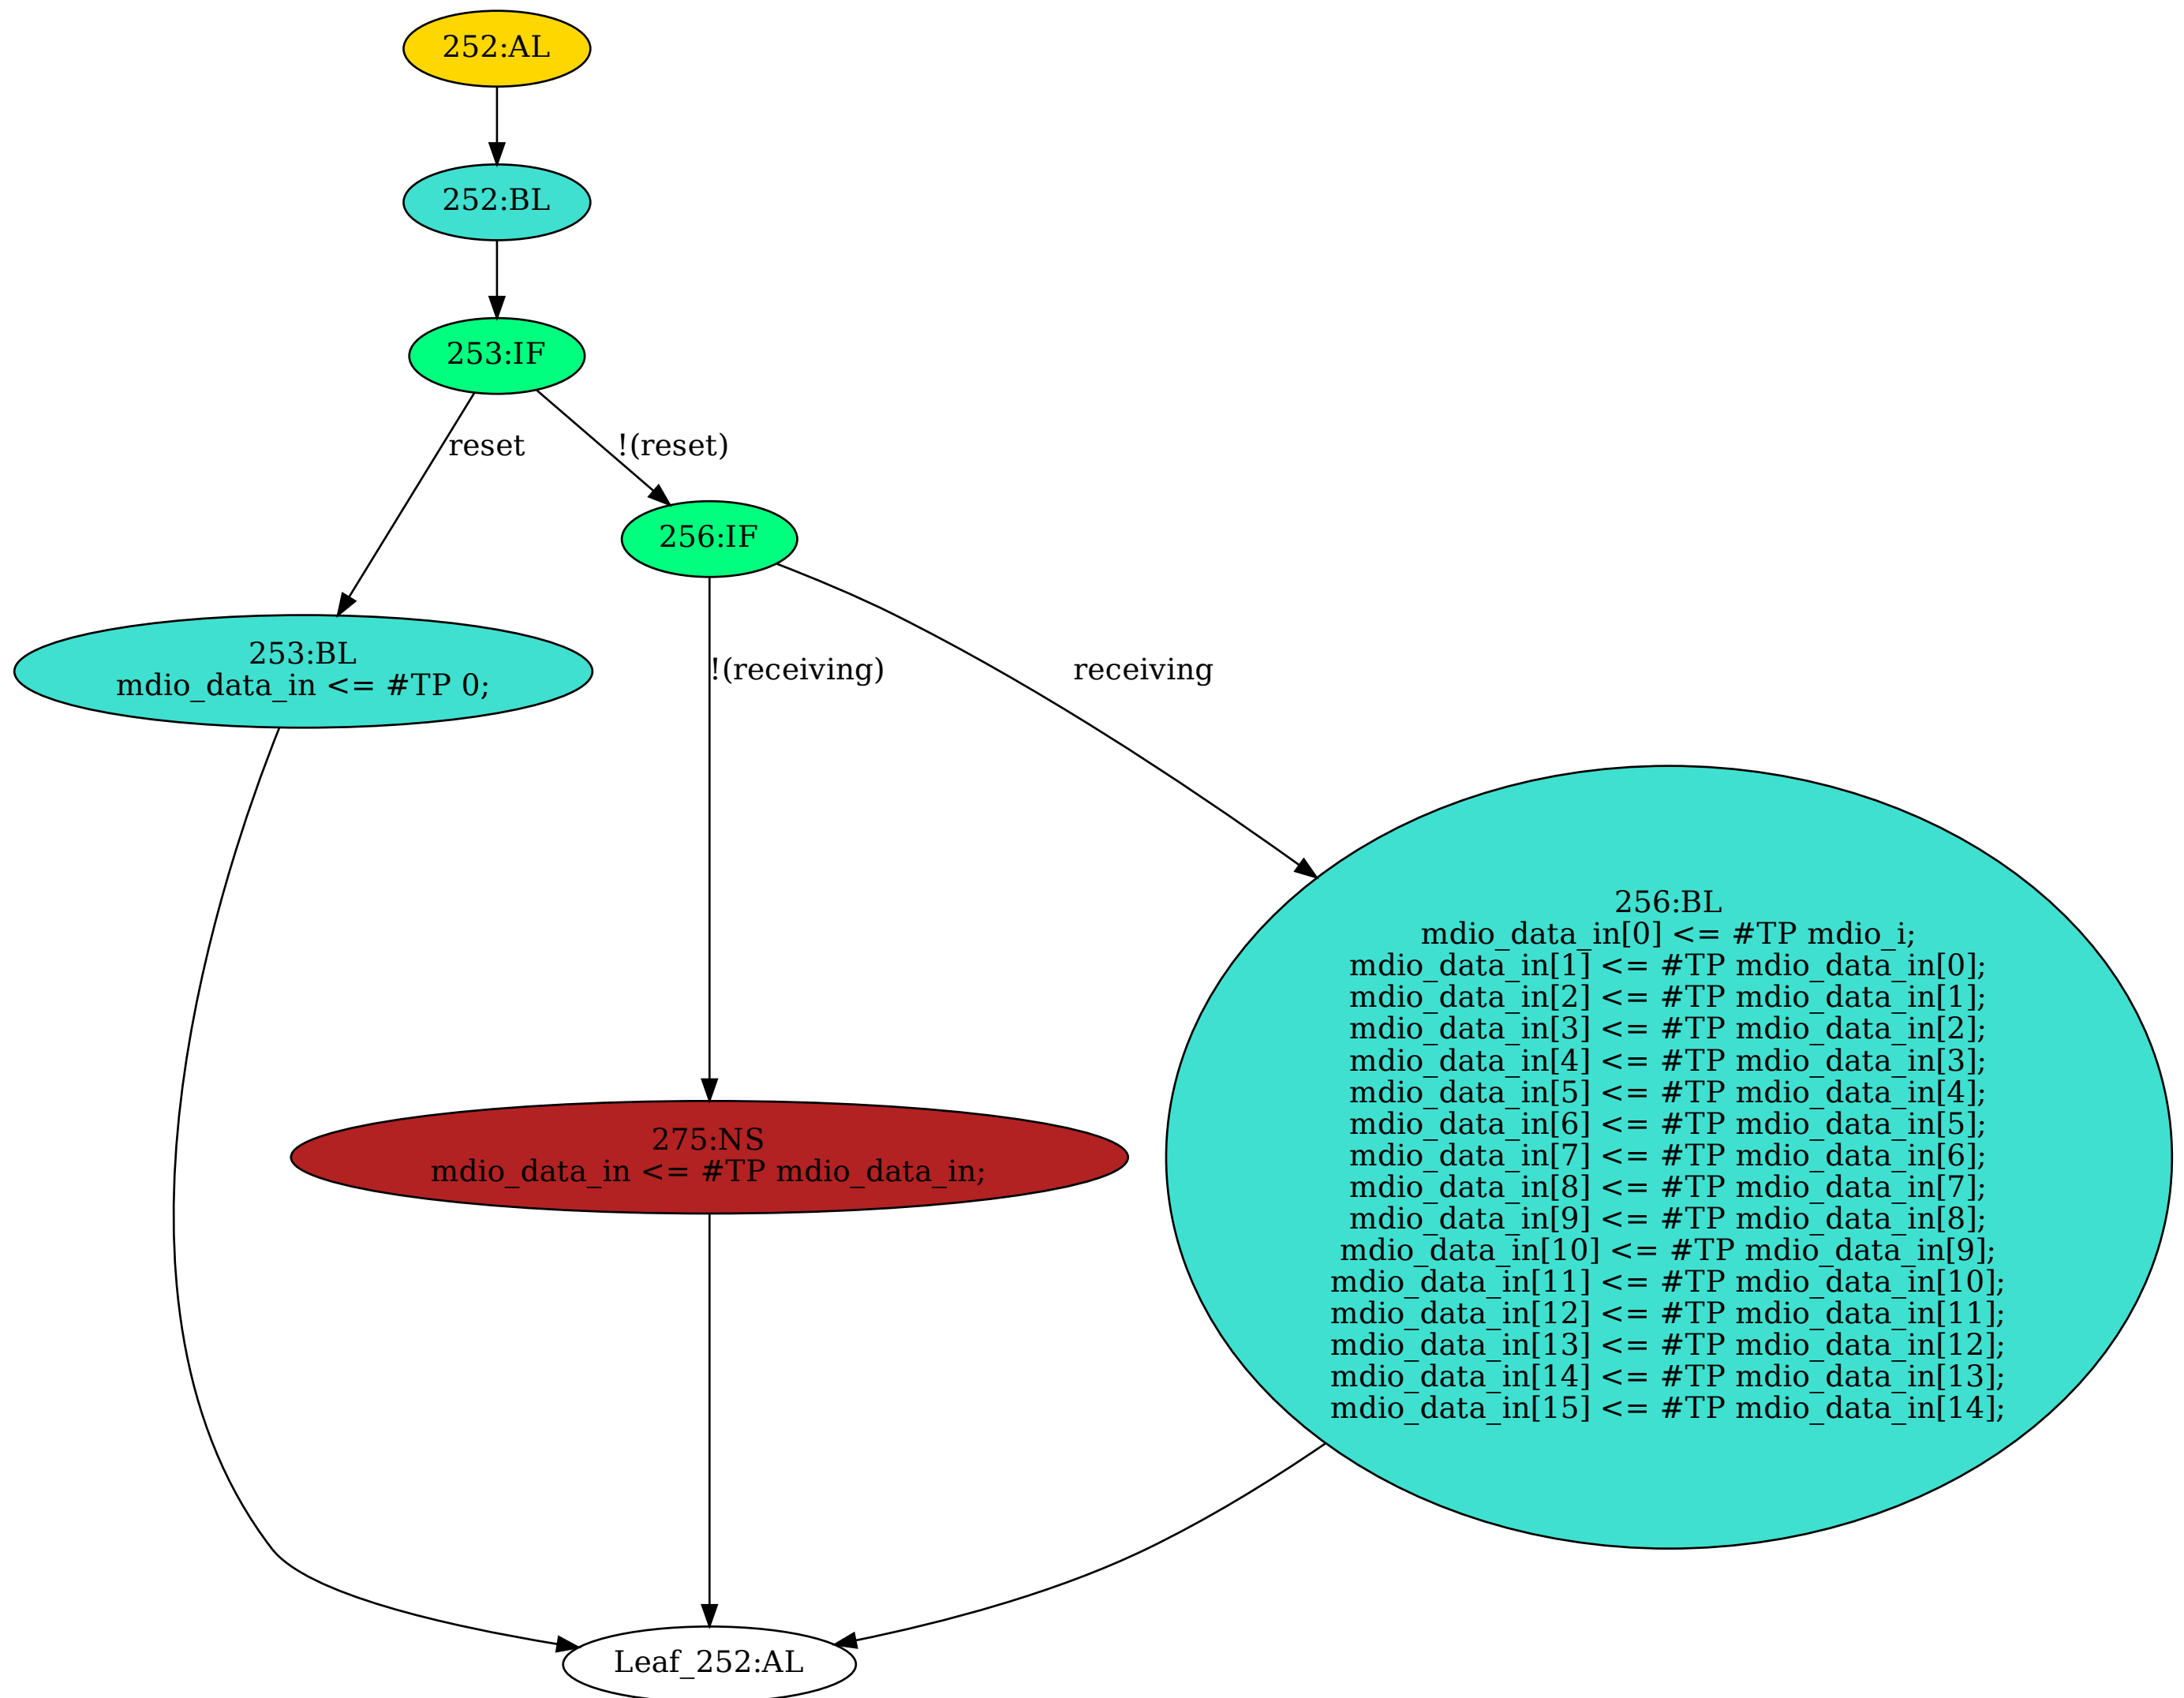 252:AL
252:BL
253:IF
reset
!(reset)
256:IF
253:BL
mdio_data_in <= #TP 0;
!(receiving)
receiving
256:BL
mdio_data_in[0] <= #TP mdio_i;
mdio_data_in[1] <= #TP mdio_data_in[0];
mdio_data_in[2] <= #TP mdio_data_in[1];
mdio_data_in[3] <= #TP mdio_data_in[2];
mdio_data_in[4] <= #TP mdio_data_in[3];
mdio_data_in[5] <= #TP mdio_data_in[4];
mdio_data_in[6] <= #TP mdio_data_in[5];
mdio_data_in[7] <= #TP mdio_data_in[6];
mdio_data_in[8] <= #TP mdio_data_in[7];
mdio_data_in[9] <= #TP mdio_data_in[8];
mdio_data_in[10] <= #TP mdio_data_in[9];
mdio_data_in[11] <= #TP mdio_data_in[10];
mdio_data_in[12] <= #TP mdio_data_in[11];
mdio_data_in[13] <= #TP mdio_data_in[12];
mdio_data_in[14] <= #TP mdio_data_in[13];
mdio_data_in[15] <= #TP mdio_data_in[14];
275:NS
mdio_data_in <= #TP mdio_data_in;
Leaf_252:AL